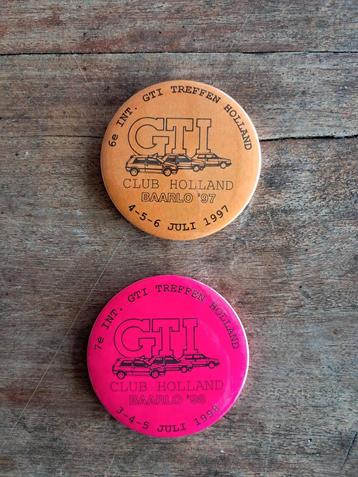 6e INT. GTI TREFFEN HOLLAND
GTI
CLUB HOLLAND
BAARLO '97
4-5-6 JULI 1997
7e INT. GTI TREFFEN HOLLAND
GTI
CLUB HOLLAND
BAARLO '98
3-4-5 JULI 1998